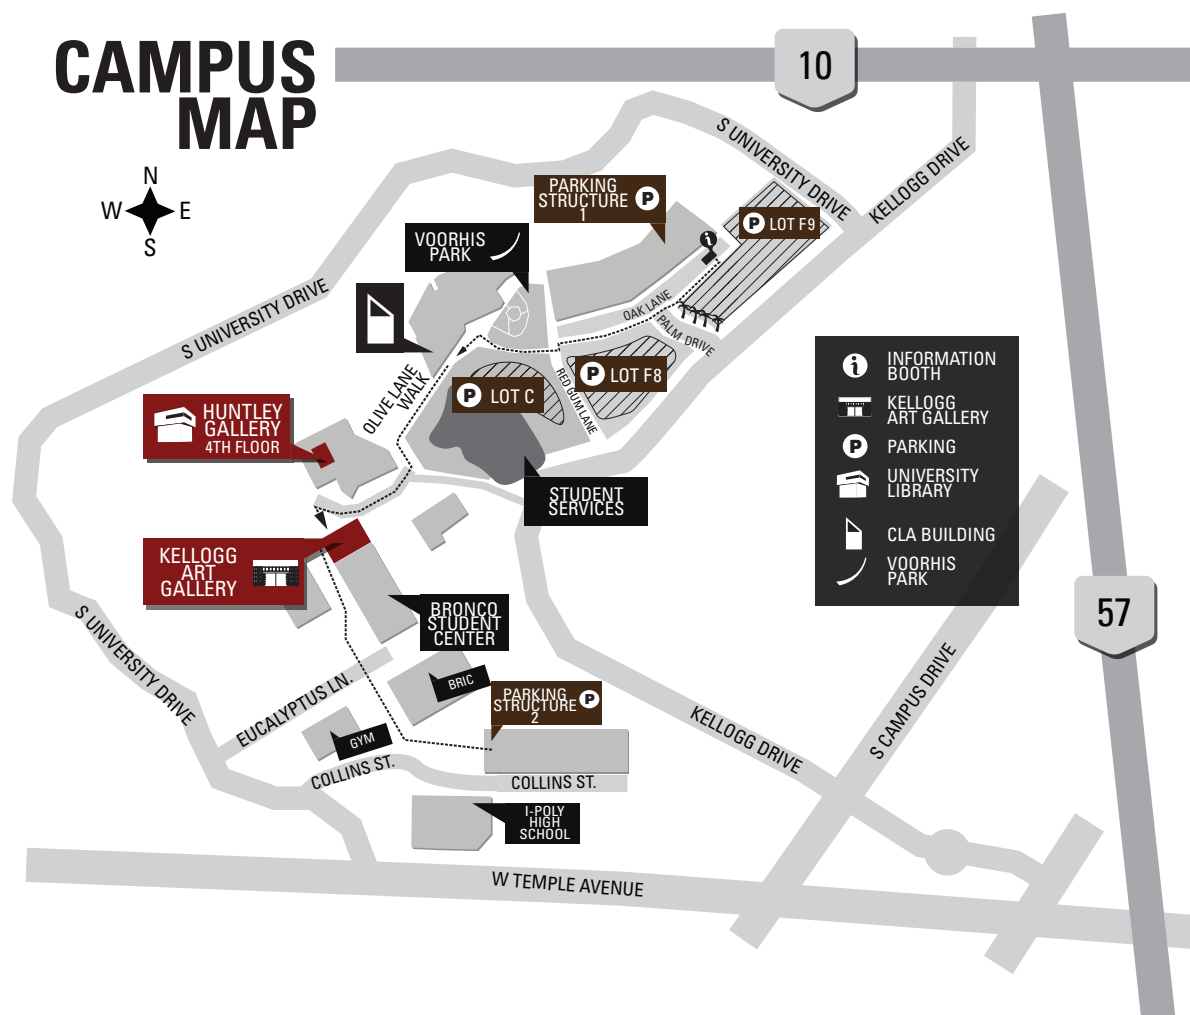 CAMPUS
MAP
10
N
W
E
S
S UNIVERSITY DRIVE
KELLOGG DRIVE
PARKING
STRUCTURE
1
P
P
LOT F9
i
VOORHIS
PARK
S UNIVERSITY DRIVE
OAK LANE
PALM DRIVE
P
LOT F8
P
LOT C
RED GUM LANE
OLIVE LANE
WALK
HUNTLEY
GALLERY
4TH FLOOR
STUDENT
SERVICES
i
INFORMATION
BOOTH
KELLOGG
ART GALLERY
P
PARKING
UNIVERSITY
LIBRARY
CLA BUILDING
VOORHIS
PARK
KELLOGG
ART
GALLERY
BRONCO
STUDENT
CENTER
57
S UNIVERSITY DRIVE
EUCALYPTUS LN.
BRIC
PARKING
STRUCTURE
2
P
GYM
COLLINS ST.
COLLINS ST.
KELLOGG DRIVE
S CAMPUS DRIVE
I-POLY
HIGH
SCHOOL
W TEMPLE AVENUE